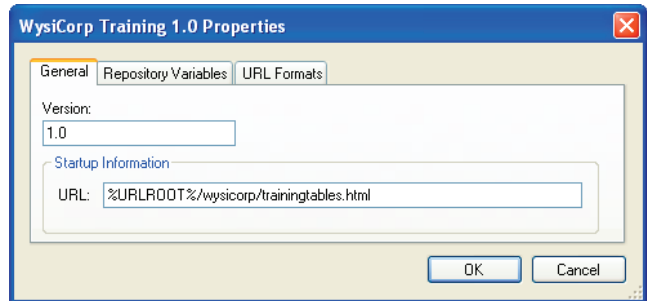 WysiCorp Training 1.0 Properties
General Repository Variables URL Formats
Version:
1.0
Startup Information
URL: %URLROOT%/wysicorp/trainingtables.html
OK Cancel